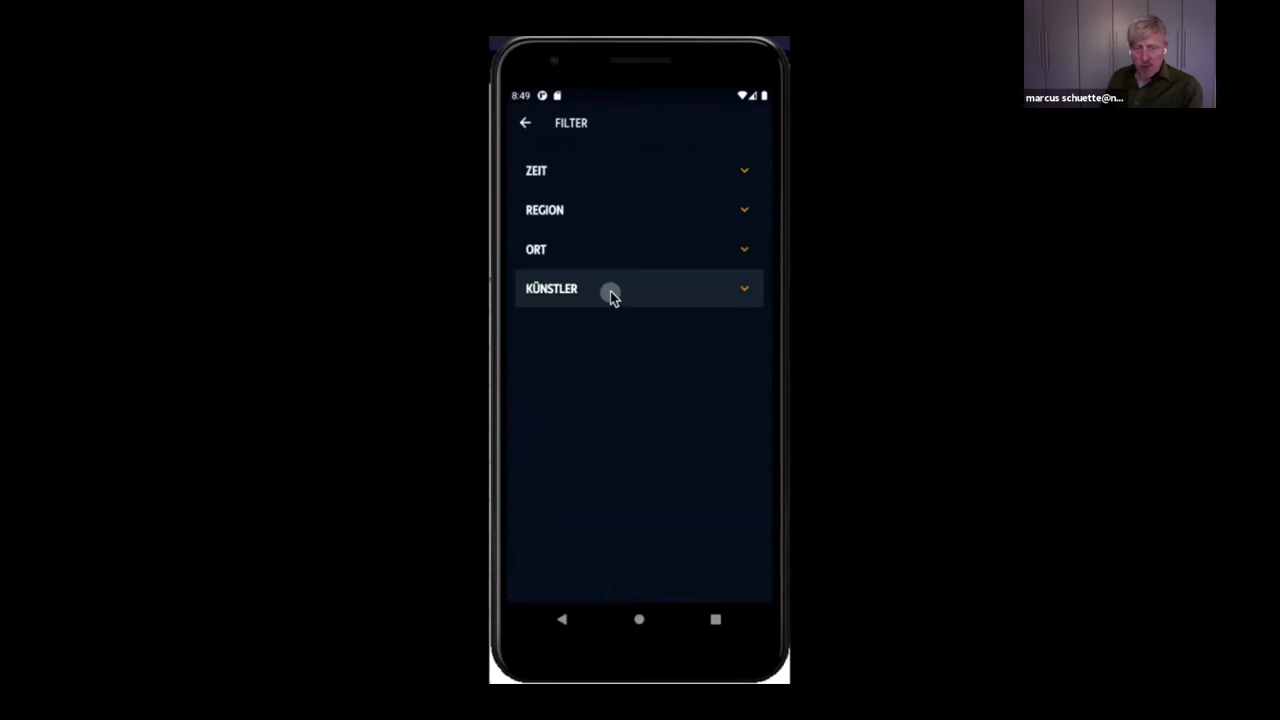 8:49
FILTER
ZEIT
REGION
ORT
KÜNSTLER
marcus schuette@n...